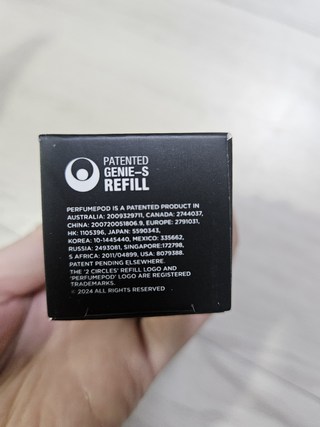 PATENTED
GENIE-S
REFILL
PERFUMEPOD IS A PATENTED PRODUCT IN
AUSTRALIA: 2009329711, CANADA: 2744037,
CHINA: 200720051806.9, EUROPE: 2791031,
HK: 1105396, JAPAN: 5590343,
KOREA: 10-1445440, MEXICO: 335662,
RUSSIA: 2493081, SINGAPORE:172798,
S AFRICA: 2011/04899, USA: 8079388.
PATENT PENDING ELSEWHERE.
THE '2 CIRCLES' REFILL LOGO AND
'PERFUMEPOD' LOGO ARE REGISTERED
TRADEMARKS.
© 2024 ALL RIGHTS RESERVED